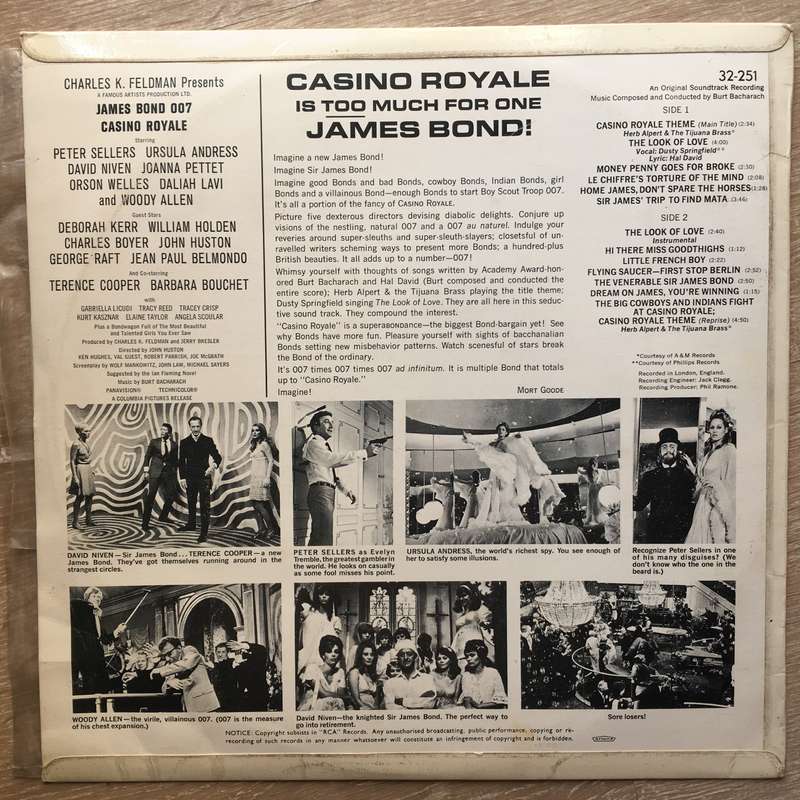 CHARLES K. FELDMAN Presents
A FAMOUS ARTISTS PRODUCTION LTD.
JAMES BOND 007
CASINO ROYALE
Starring
PETER SELLERS URSULA ANDRESS
DAVID NIVEN JOANNA PETTET
ORSON WELLES DALIAH LAVI
and WOODY ALLEN
Guest Stars
DEBORAH KERR WILLIAM HOLDEN
CHARLES BOYER JOHN HUSTON
GEORGE RAFT JEAN PAUL BELMONDO
And Co-starring
TERENCE COOPER BARBARA BOUCHET
with
GABRIELLA LICUDI TRACY REED TRACEY CRISP
KURT KASZNAR ELAINE TAYLOR ANGELA SCOULAR
Plus a Bondwagon Full of The Most Beautiful
and Talented Girls You Ever Saw
Produced by CHARLES K. FELDMAN and JERRY BRESLER
Directed by JOHN HUSTON
KEN HUGHES, VAL GUEST, ROBERT PARRISH, JOE McGRATH
Screenplay by WOLF MANKOWITZ, JOHN LAW, MICHAEL SAYERS
Suggested by the Ian Fleming Novel
Music by BURT BACHARACH
PANAVISION® TECHNICOLOR®
A COLUMBIA PICTURES RELEASE
CASINO ROYALE
IS TOO MUCH FOR ONE
JAMES BOND!
Imagine a new James Bond!
Imagine Sir James Bond!
Imagine good Bonds and bad Bonds, cowboy Bonds, Indian Bonds, girl
Bonds and a villainous Bond—enough Bonds to start Boy Scout Troop 007.
It's all a portion of the fancy of CASINO ROYALE.
Picture five dexterous directors devising diabolic delights. Conjure up
visions of the nestling, natural 007 and a 007 au naturel. Indulge your
reveries around super-sleuths and super-sleuth-slayers; closetsful of un-
ravelled writers scheming ways to present more Bonds; a hundred-plus
British beauties. It all adds up to a number—007!
Whimsy yourself with thoughts of songs written by Academy Award-hon-
ored Burt Bacharach and Hal David (Burt composed and conducted the
entire score); Herb Alpert & the Tijuana Brass playing the title theme;
Dusty Springfield singing The Look of Love. They are all here in this seduc-
tive sound track. They compound the interest.
"Casino Royale" is a superaBONDance—the biggest Bond-bargain yet! See
why Bonds have more fun. Pleasure yourself with sights of bacchanalian
Bonds setting new misbehavior patterns. Watch scenesful of stars break
the Bond of the ordinary.
It's 007 times 007 times 007 ad infinitum. It is multiple Bond that totals
up to "Casino Royale."
Imagine!
MORT GOODE
32-251
An Original Soundtrack Recording
Music Composed and Conducted by Burt Bacharach
SIDE 1
CASINO ROYALE THEME (Main Title) (2:34)
Herb Alpert & The Tijuana Brass*
THE LOOK OF LOVE (4:00)
Vocal: Dusty Springfield**
Lyric: Hal David
MONEY PENNY GOES FOR BROKE (2:50)
LE CHIFFRE'S TORTURE OF THE MIND (2:08)
HOME JAMES, DON'T SPARE THE HORSES (1:28)
SIR JAMES' TRIP TO FIND MATA (3:46)
SIDE 2
THE LOOK OF LOVE (2:40)
Instrumental
HI THERE MISS GOODTHIGHS (1:12)
LITTLE FRENCH BOY (2:22)
FLYING SAUCER—FIRST STOP BERLIN (2:52)
THE VENERABLE SIR JAMES BOND (2:50)
DREAM ON JAMES, YOU'RE WINNING (1:15)
THE BIG COWBOYS AND INDIANS FIGHT
AT CASINO ROYALE;
CASINO ROYALE THEME (Reprise) (4:50)
Herb Alpert & The Tijuana Brass*
*Courtesy of A & M Records
**Courtesy of Phillips Records
Recorded in London, England.
Recording Engineer: Jack Clegg.
Recording Producer: Phil Ramone.
DAVID NIVEN—Sir James Bond... TERENCE COOPER—a new
James Bond. They've got themselves running around in the
strangest circles.
PETER SELLERS as Evelyn
Tremble, the greatest gambler in
the world. He looks on casually
as some fool misses his point.
URSULA ANDRESS, the world's richest spy. You see enough of
her to satisfy some illusions.
Recognize Peter Sellers in one
of his many disguises? (We
don't know who the one in the
beard is.)
WOODY ALLEN—the virile, villainous 007. (007 is the measure
of his chest expansion.)
David Niven—the knighted Sir James Bond. The perfect way to
go into retirement.
Sore losers!
NOTICE: Copyright subsists in "RCA" Records. Any unauthorised broadcasting, public performance, copying or re-
recording of such records in any manner whatsoever will constitute an infringement of copyright and is forbidden.